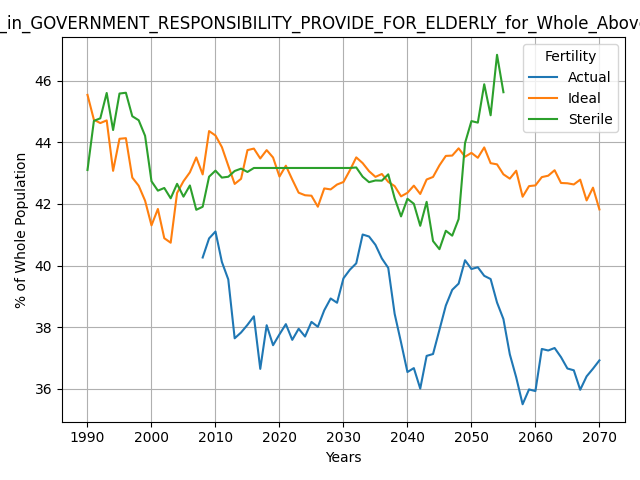 _in_GOVERNMENT_RESPONSIBILITY_PROVIDE_FOR_ELDERLY_for_Whole_Above
Fertility
Actual
Ideal
Sterile
% of Whole Population
46
44
42
40
38
36
1990
2000
2010
2020
2030
2040
2050
2060
2070
Years